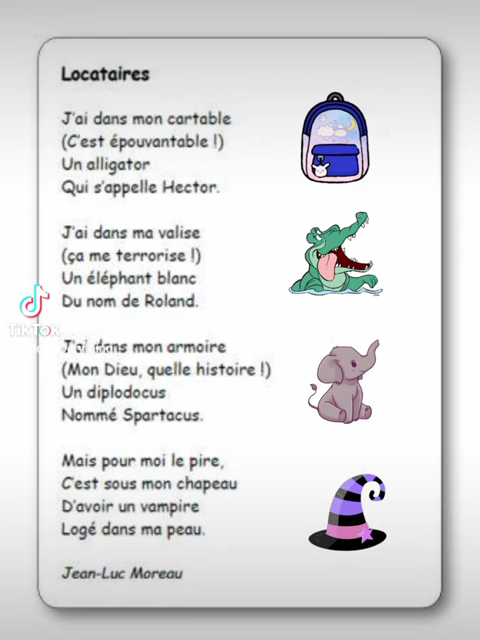 Locataires
J'ai dans mon cartable
(C'est épouvantable !)
Un alligator
Qui s'appelle Hector.
J'ai dans ma valise
(ça me terrorise !)
Un éléphant blanc
Du nom de Roland.
J'ai dans mon armoire
(Mon Dieu, quelle histoire !)
Un diplodocus
Nommé Spartacus.
Mais pour moi le pire,
C'est sous mon chapeau
D'avoir un vampire
Logé dans ma peau.
Jean-Luc Moreau
TikTok